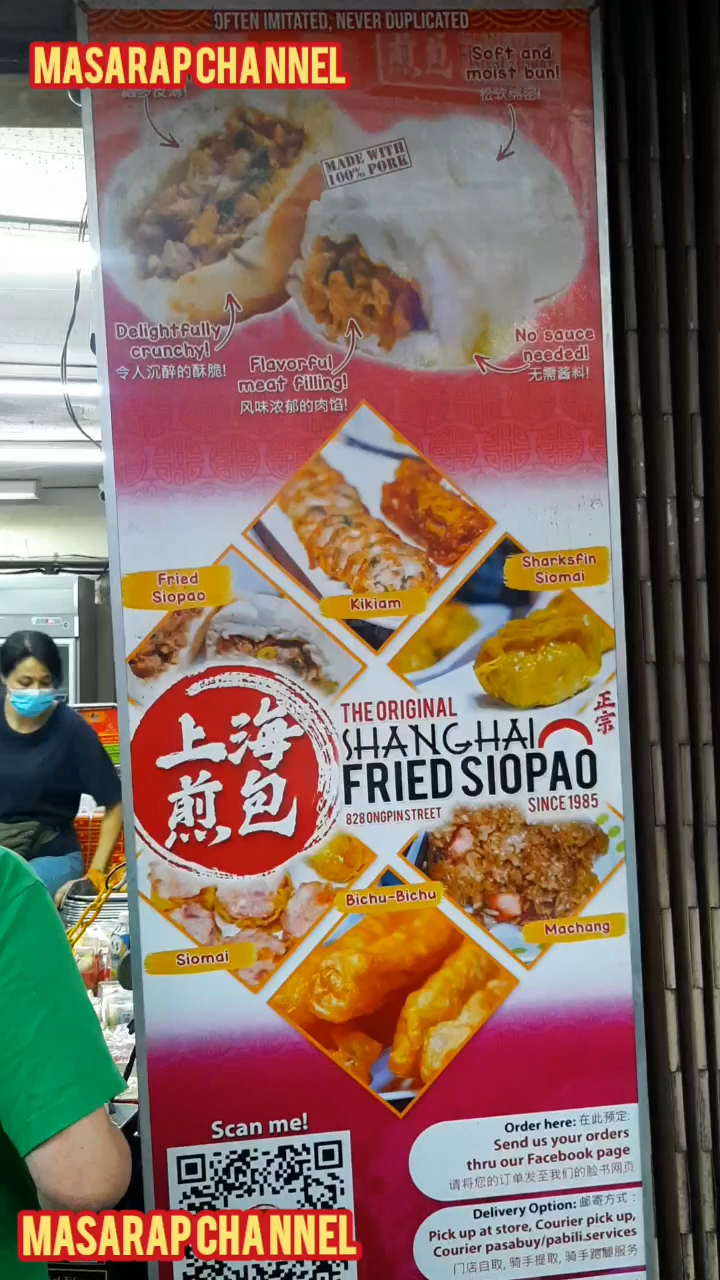 OFTEN IMITATED, NEVER DUPLICATED
MASARAP CHANNEL
煎包
Soft and
moist bun!
松软绵密!
MADE WITH
100% PORK
Delightfully
crunchy!
令人沉醉的酥脆!
Flavorful
meat filling!
风味浓郁的肉馅!
No sauce
needed!
无需酱料!
Fried
Siopao
Kikiam
Sharksfin
Siomai
上海
煎包
THE ORIGINAL
SHANGHAI
正宗
FRIED SIOPAO
828 ONGPIN STREET
SINCE 1985
Siomai
Bichu-Bichu
Machang
Scan me!
Order here: 在此预定:
Send us your orders
thru our Facebook page
请将您的订单发至我们的脸书网页
Delivery Option: 邮寄方式:
Pick up at store, Courier pick up,
Courier pasabuy/pabili.services
门店自取, 骑手提取, 骑手跑腿服务
MASARAP CHANNEL